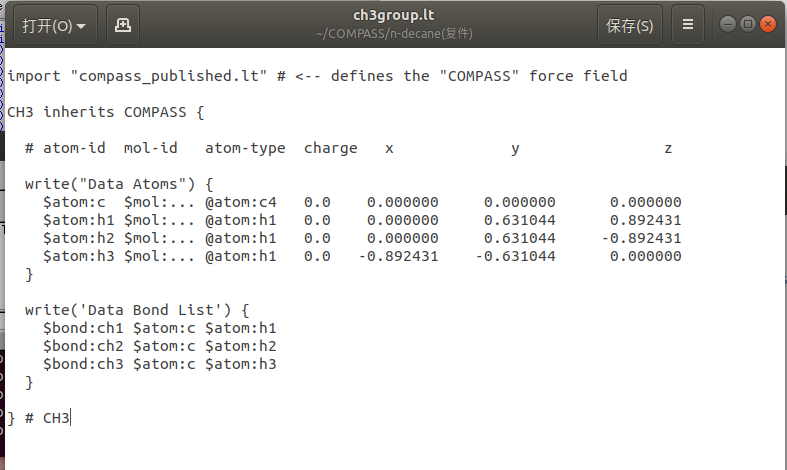 打开(O)
ch3group.lt
~/COMPASS/n-decane(复件)
保存(S)
import "compass_published.lt" # <-- defines the "COMPASS" force field
CH3 inherits COMPASS {
# atom-id mol-id atom-type charge x y z
write("Data Atoms") {
$atom:c $mol:... @atom:c4 0.0 0.000000 0.000000 0.000000
$atom:h1 $mol:... @atom:h1 0.0 0.000000 0.631044 0.892431
$atom:h2 $mol:... @atom:h1 0.0 0.000000 0.631044 -0.892431
$atom:h3 $mol:... @atom:h1 0.0 -0.892431 -0.631044 0.000000
}
write('Data Bond List') {
$bond:ch1 $atom:c $atom:h1
$bond:ch2 $atom:c $atom:h2
$bond:ch3 $atom:c $atom:h3
}
} # CH3